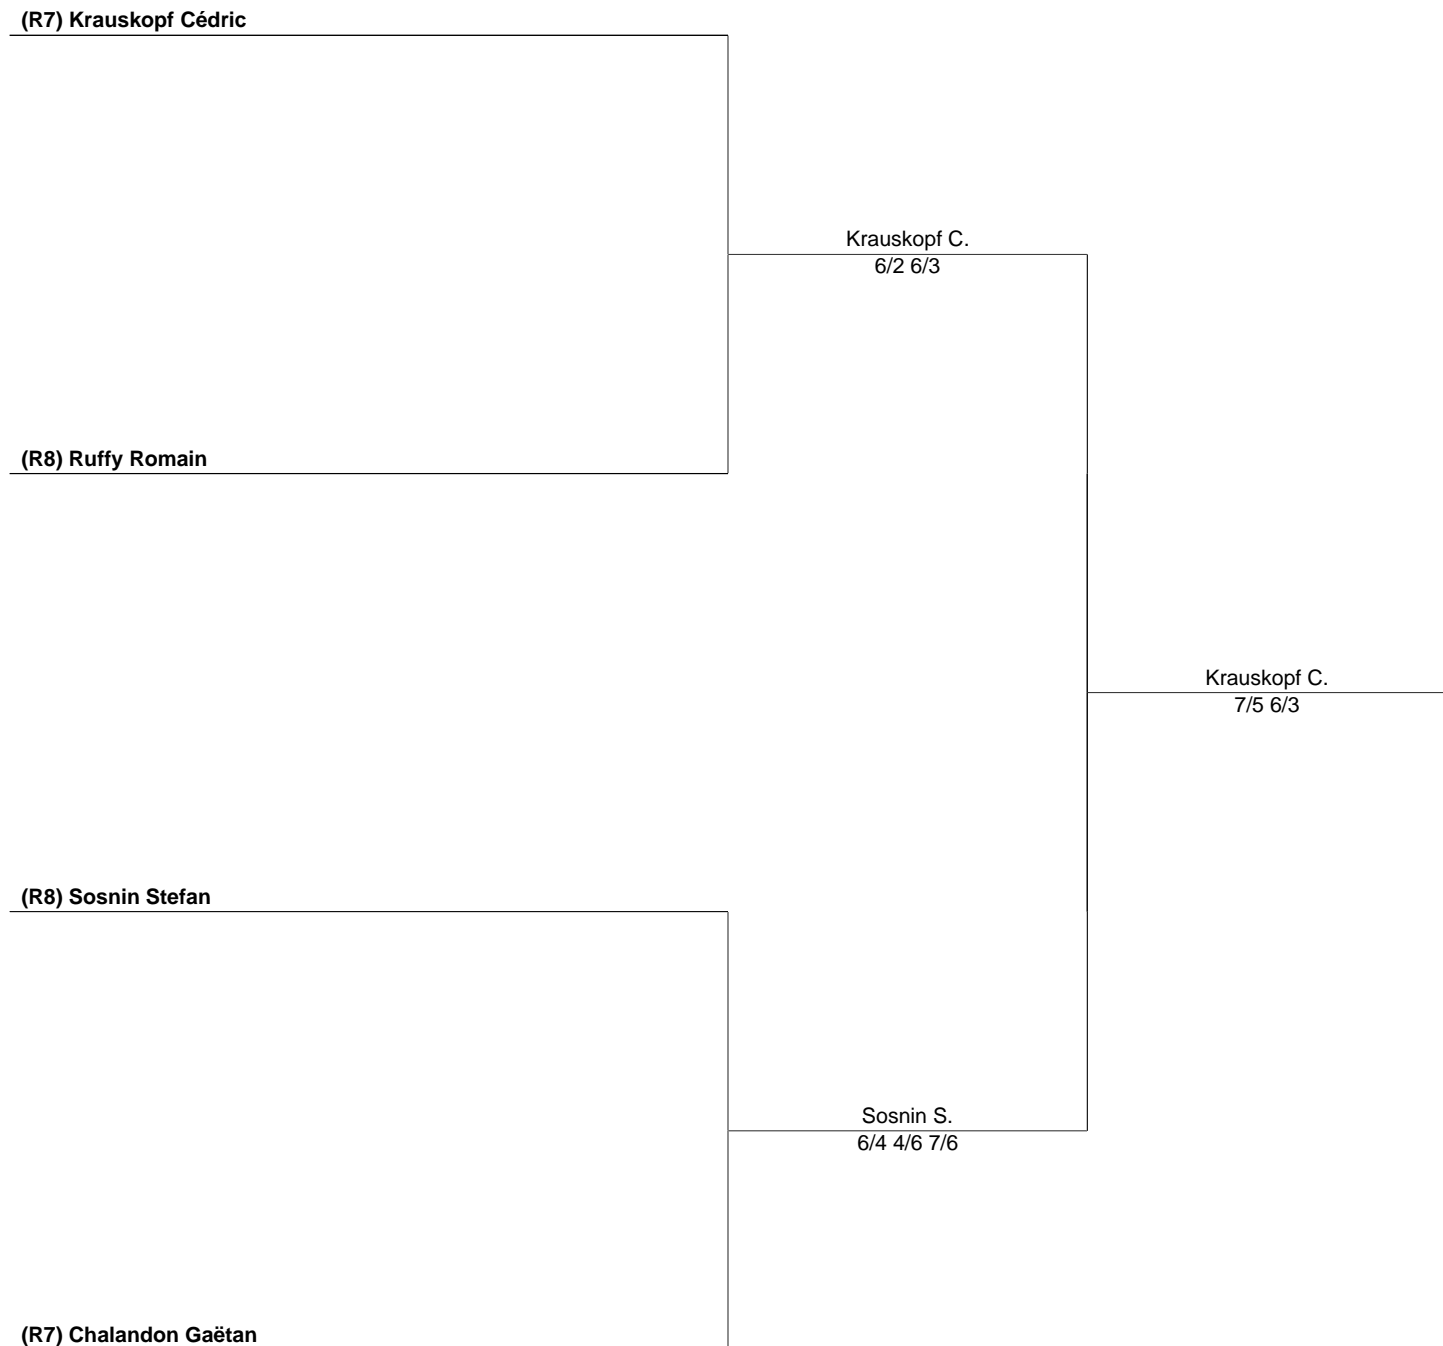 (R7) Krauskopf Cédric
Krauskopf C.
6/2 6/3
(R8) Ruffy Romain
Krauskopf C.
7/5 6/3
(R8) Sosnin Stefan
Sosnin S.
6/4 4/6 7/6
(R7) Chalandon Gaëtan